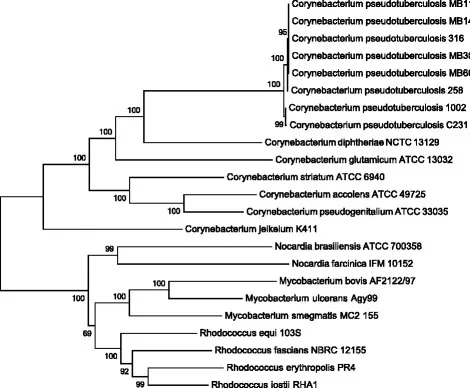 Corynebacterium pseudotuberculosis
Corynebacterium pseudotuberculosis
95
Corynebacterium pseudotuberculosis 316
Corynebacterium pseudotuberculosis
100
Corynebacterium pseudotuberculosis
Corynebacterium pseudotuberculosis 258
100
Corynebacterium pseudotuberculosis 1002
99
Corynebacterium pseudotuberculosis C231
100
Corynebacterium diphtheriae NCTC 13129
100
Corynebacterium glutamicum ATCC 13032
100
Corynebacterium striatum ATCC 6940
100
Corynebacterium accolens ATCC 49725
100
Corynebacterium pseudogenitalium ATCC 33035
Corynebacterium jeikeium K411
Nocardia brasiliensis ATCC 700358
99
Nocardia farcinica IFM 10152
Mycobacterium bovis AF2122/97
100
100
Mycobacterium ulcerans Agy99
100
Mycobacterium smegmatis MC2 155
69
Rhodococcus equi 103S
100
Rhodococcus fascians NBRC 12155
92
Rhodococcus erythropolis PR4
99
Rhodococcus jostii RHA1